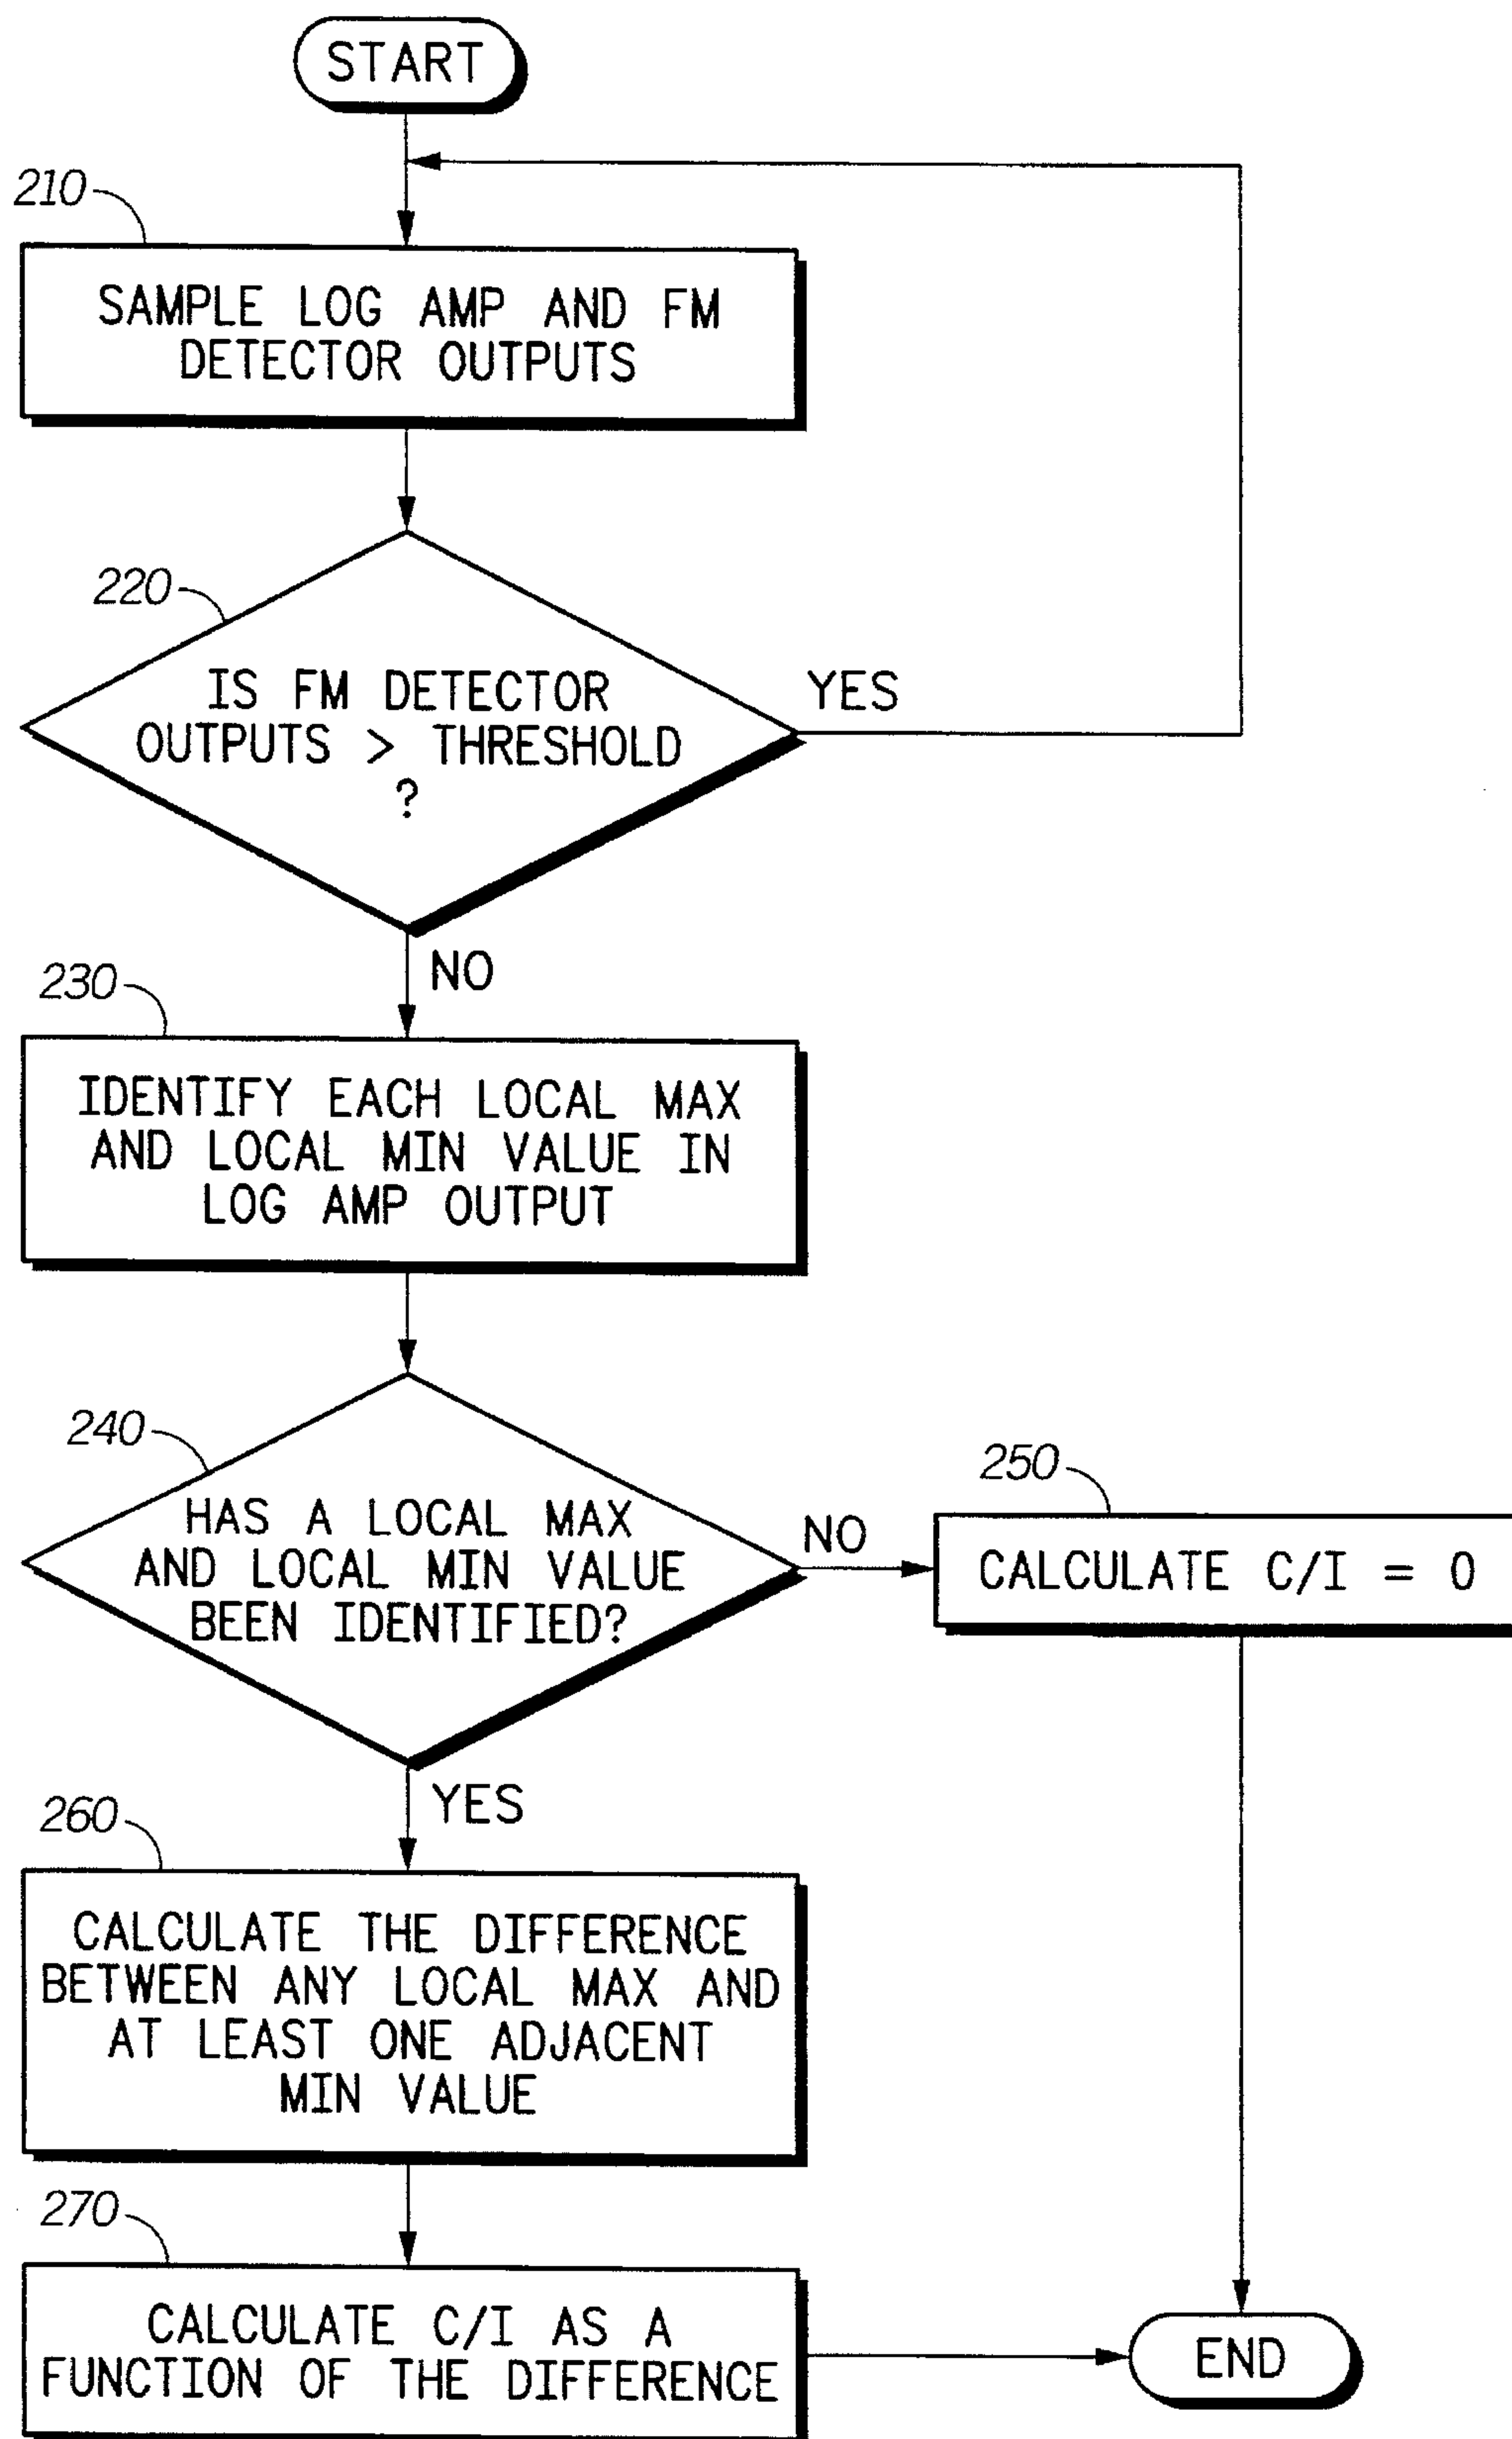 START
210
SAMPLE LOG AMP AND FM
DETECTOR OUTPUTS
220
IS FM DETECTOR
OUTPUTS > THRESHOLD
?
YES
NO
230
IDENTIFY EACH LOCAL MAX
AND LOCAL MIN VALUE IN
LOG AMP OUTPUT
240
HAS A LOCAL MAX
AND LOCAL MIN VALUE
BEEN IDENTIFIED?
NO
250
CALCULATE C/I = 0
YES
260
CALCULATE THE DIFFERENCE
BETWEEN ANY LOCAL MAX AND
AT LEAST ONE ADJACENT
MIN VALUE
270
CALCULATE C/I AS A
FUNCTION OF THE DIFFERENCE
END